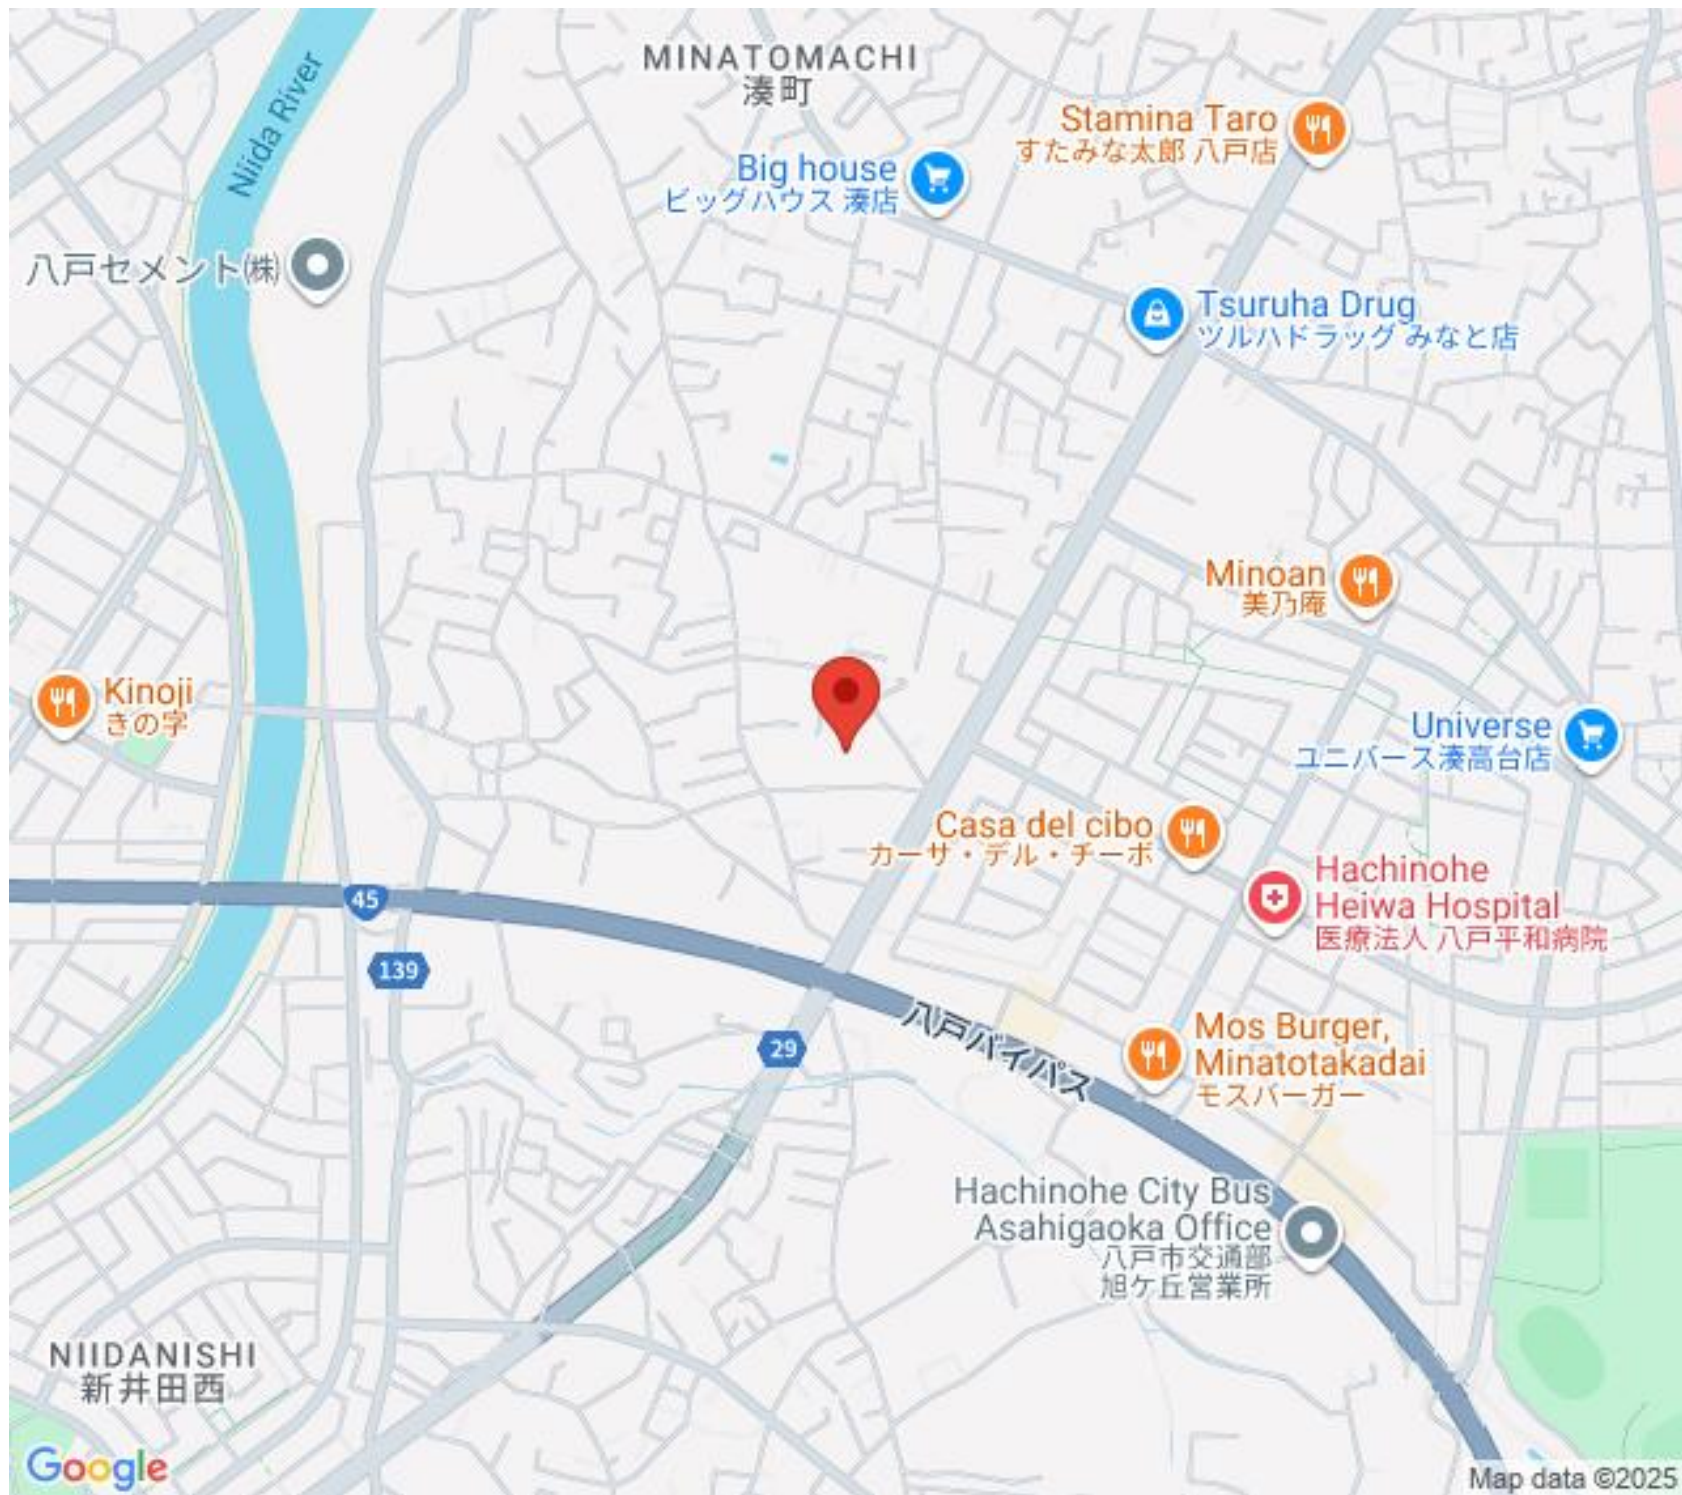 MINATOMACHI
湊町
Niida River
Stamina Taro
すたみな太郎 八戸店
Big house
ビッグハウス 湊店
八戸セメント㈱
Tsuruha Drug
ツルハドラッグ みなと店
Minoan
美乃庵
Kinoji
きの字
Universe
ユニバース湊高台店
Casa del cibo
カーサ・デル・チーボ
Hachinohe
Heiwa Hospital
医療法人 八戸平和病院
45
139
八戸バイパス
29
Mos Burger,
Minatotakadai
モスバーガー
Hachinohe City Bus
Asahigaoka Office
八戸市交通部
旭ケ丘営業所
NIIDANISHI
新井田西
Google
Map data ©2025